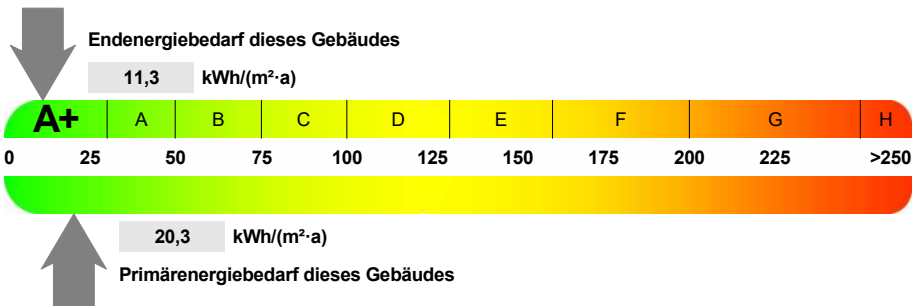 Endenergiebedarf dieses Gebäudes
11,3 kWh/(m²·a)
A+ A B C D E F G H
0 25 50 75 100 125 150 175 200 225 >250
20,3 kWh/(m²·a)
Primärenergiebedarf dieses Gebäudes